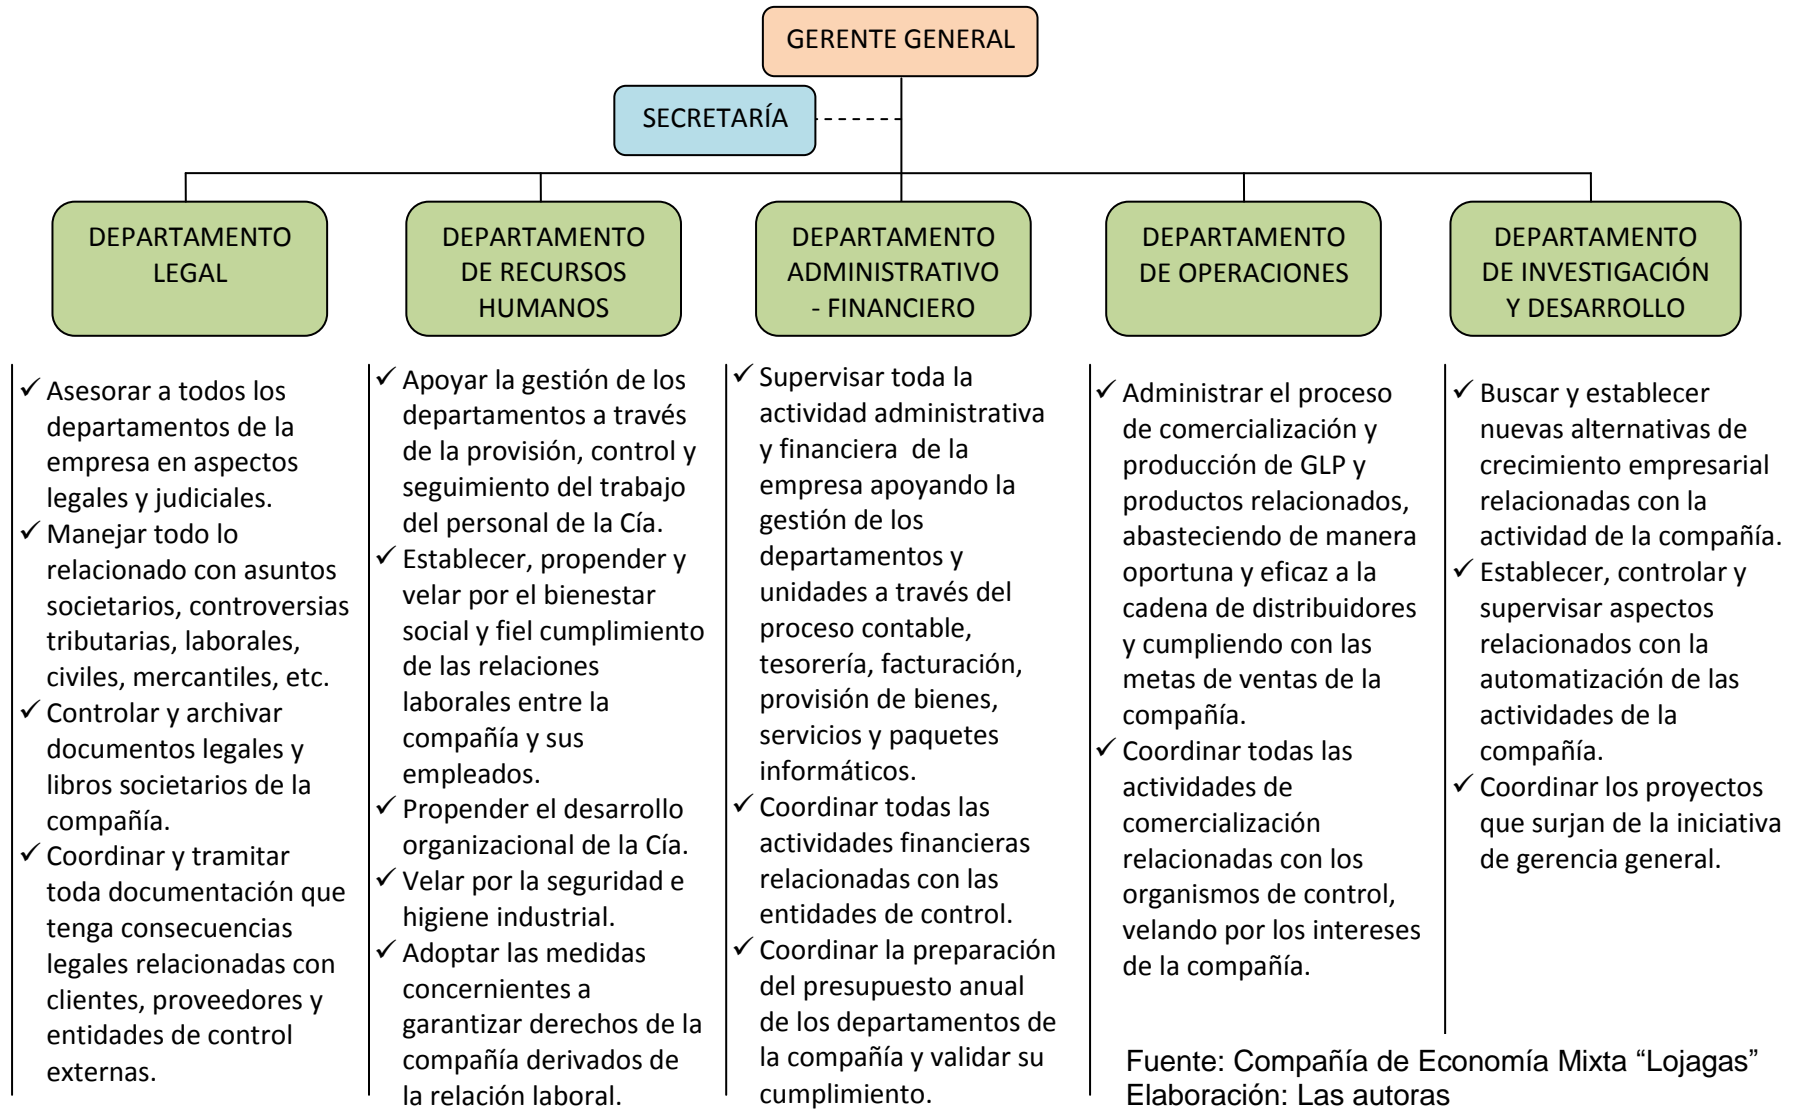 GERENTE GENERAL
SECRETARÍA
DEPARTAMENTO
LEGAL
DEPARTAMENTO
DE RECURSOS
HUMANOS
DEPARTAMENTO
ADMINISTRATIVO
- FINANCIERO
DEPARTAMENTO
DE OPERACIONES
DEPARTAMENTO
DE INVESTIGACIÓN
Y DESARROLLO
✓ Asesorar a todos los
departamentos de la
empresa en aspectos
legales y judiciales.
✓ Manejar todo lo
relacionado con asuntos
societarios, controversias
tributarias, laborales,
civiles, mercantiles, etc.
✓ Controlar y archivar
documentos legales y
libros societarios de la
compañía.
✓ Coordinar y tramitar
toda documentación que
tenga consecuencias
legales relacionadas con
clientes, proveedores y
entidades de control
externas.
✓ Apoyar la gestión de los
departamentos a través
de la provisión, control y
seguimiento del trabajo
del personal de la Cía.
✓ Establecer, propender y
velar por el bienestar
social y fiel cumplimiento
de las relaciones
laborales entre la
compañía y sus
empleados.
✓ Propender el desarrollo
organizacional de la Cía.
✓ Velar por la seguridad e
higiene industrial.
✓ Adoptar las medidas
concernientes a
garantizar derechos de la
compañía derivados de
la relación laboral.
✓ Supervisar toda la
actividad administrativa
y financiera de la
empresa apoyando la
gestión de los
departamentos y
unidades a través del
proceso contable,
tesorería, facturación,
provisión de bienes,
servicios y paquetes
informáticos.
✓ Coordinar todas las
actividades financieras
relacionadas con las
entidades de control.
✓ Coordinar la preparación
del presupuesto anual
de los departamentos de
la compañía y validar su
cumplimiento.
✓ Administrar el proceso
de comercialización y
producción de GLP y
productos relacionados,
abasteciendo de manera
oportuna y eficaz a la
cadena de distribuidores
y cumpliendo con las
metas de ventas de la
compañía.
✓ Coordinar todas las
actividades de
comercialización
relacionadas con los
organismos de control,
velando por los intereses
de la compañía.
✓ Buscar y establecer
nuevas alternativas de
crecimiento empresarial
relacionadas con la
actividad de la compañía.
✓ Establecer, controlar y
supervisar aspectos
relacionados con la
automatización de las
actividades de la
compañía.
✓ Coordinar los proyectos
que surjan de la iniciativa
de gerencia general.
Fuente: Compañía de Economía Mixta “Lojagas”
Elaboración: Las autoras